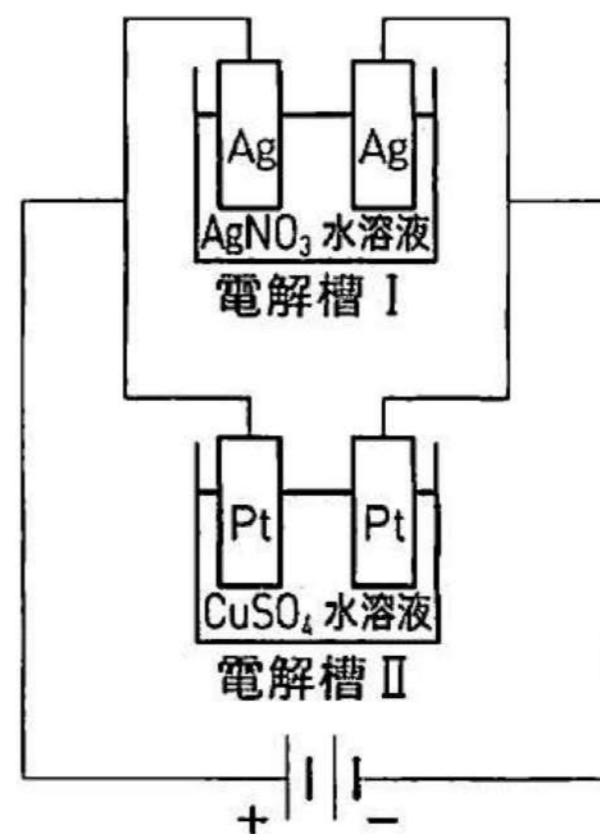 Ag Ag
AgNO₃ 水溶液
電解槽 Ⅰ
Pt Pt
CuSO₄ 水溶液
電解槽 Ⅱ
+ −